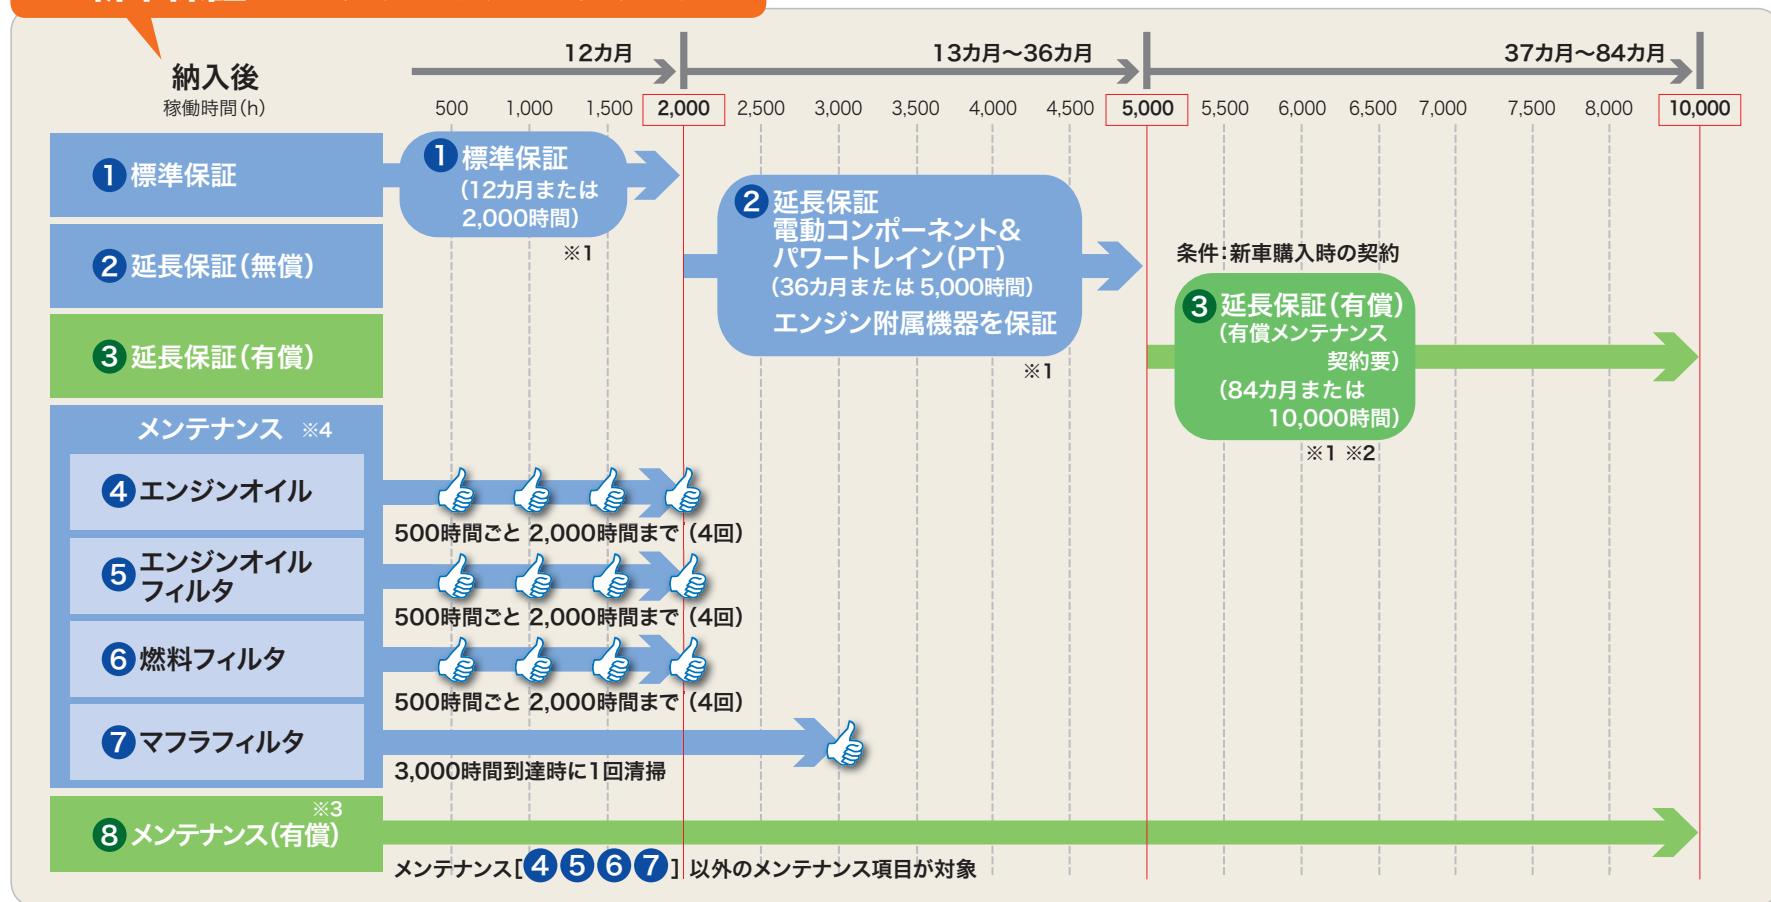 納入後
稼働時間(h)
12カ月
13カ月〜36カ月
37カ月〜84カ月
500 1,000 1,500 2,000 2,500 3,000 3,500 4,000 4,500 5,000 5,500 6,000 6,500 7,000 7,500 8,000 10,000
1 標準保証
1 標準保証
(12カ月または
2,000時間)
※1
2 延長保証(無償)
2 延長保証
電動コンポーネント&
パワートレイン(PT)
(36カ月または 5,000時間)
エンジン附属機器を保証
※1
3 延長保証(有償)
条件:新車購入時の契約
3 延長保証(有償)
(有償メンテナンス
契約要)
(84カ月または
10,000時間)
※1 ※2
メンテナンス ※4
4 エンジンオイル
500時間ごと 2,000時間まで(4回)
5 エンジンオイル
フィルタ
500時間ごと 2,000時間まで(4回)
6 燃料フィルタ
500時間ごと 2,000時間まで(4回)
7 マフラフィルタ
3,000時間到達時に1回清掃
※3
8 メンテナンス(有償)
メンテナンス[4 5 6 7]以外のメンテナンス項目が対象